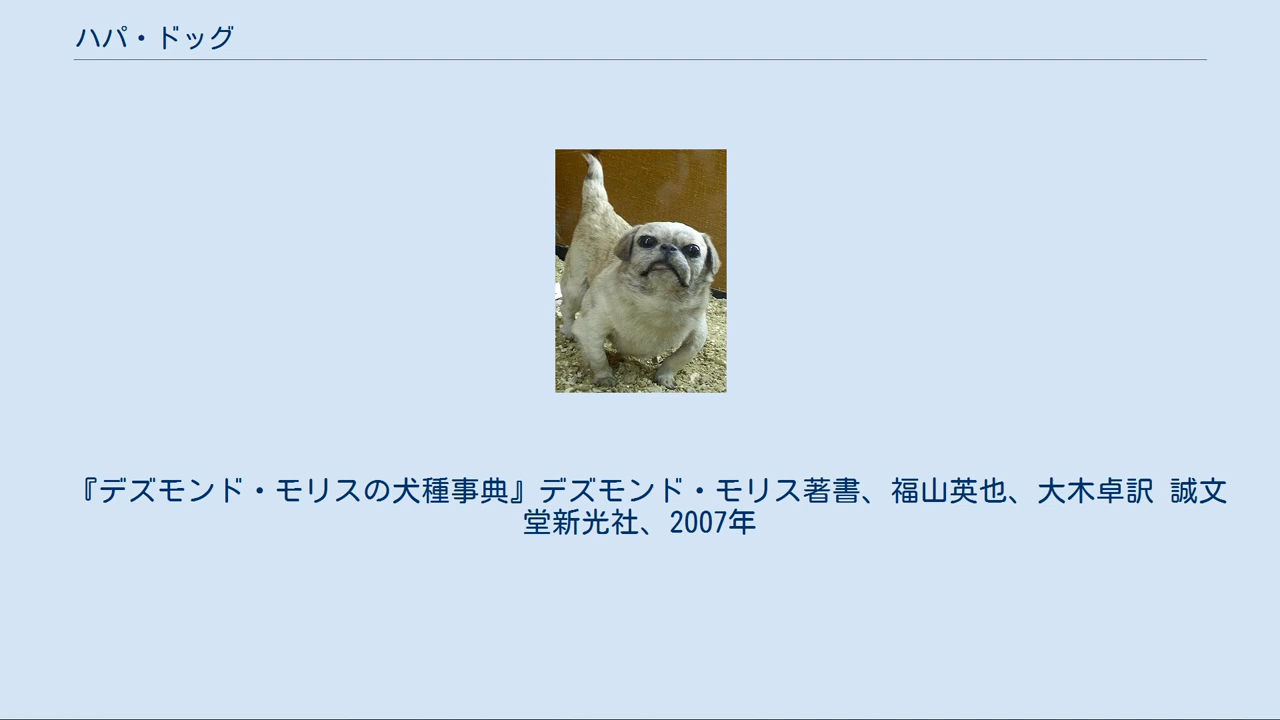 ハパ・ドッグ
『デズモンド・モリスの犬種事典』デズモンド・モリス著書、福山英也、大木卓訳 誠文
堂新光社、2007年